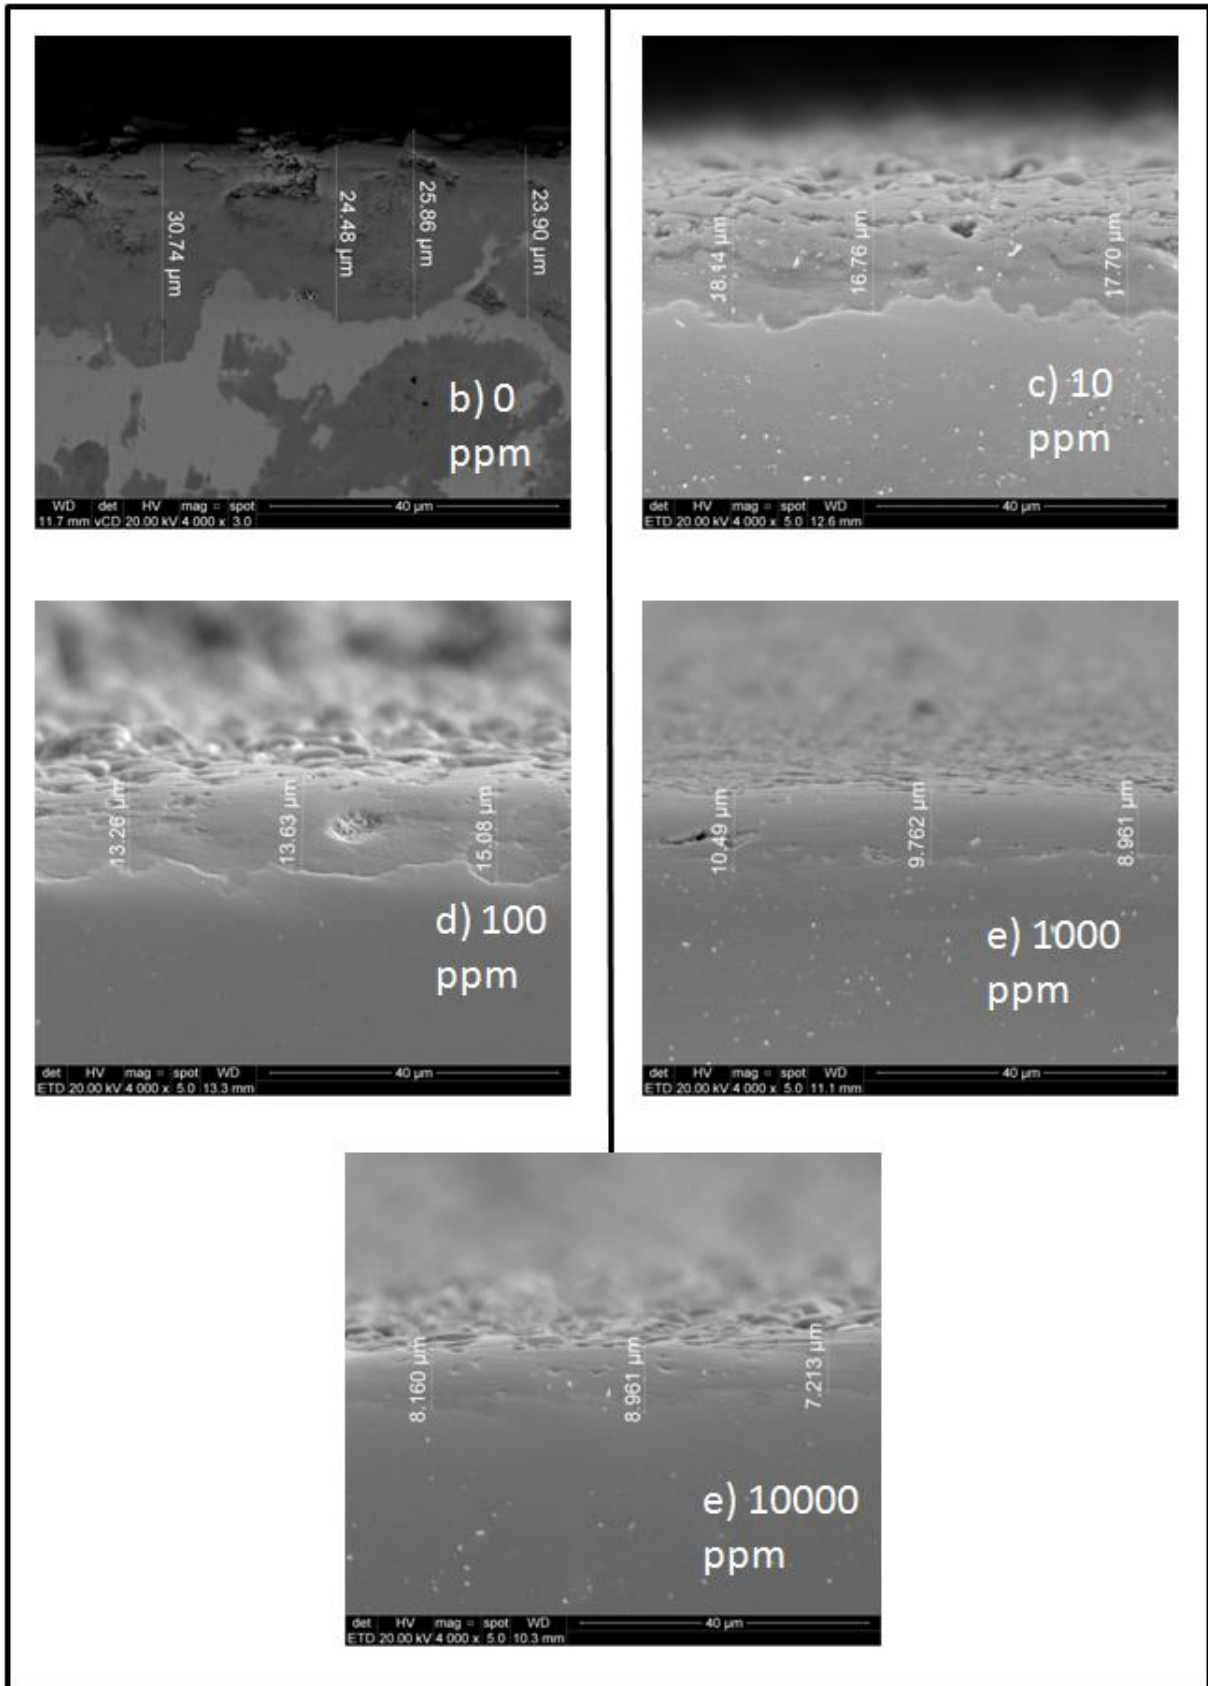 30.74 µm
24.48 µm
25.86 µm
23.90 µm
b) 0
ppm
WD det HV mag □ spot 40 µm
11.7 mm vCD 20.00 kV 4 000 x 3.0
18.14 µm
16.76 µm
17.70 µm
c) 10
ppm
det HV mag □ spot WD 40 µm
ETD 20.00 kV 4 000 x 5.0 12.6 mm
13.26 µm
13.63 µm
15.08 µm
d) 100
ppm
det HV mag □ spot WD 40 µm
ETD 20.00 kV 4 000 x 5.0 13.3 mm
10.49 µm
9.762 µm
8.961 µm
e) 1000
ppm
det HV mag □ spot WD 40 µm
ETD 20.00 kV 4 000 x 5.0 11.1 mm
8.160 µm
8.961 µm
7.213 µm
e) 10000
ppm
det HV mag □ spot WD 40 µm
ETD 20.00 kV 4 000 x 5.0 10.3 mm